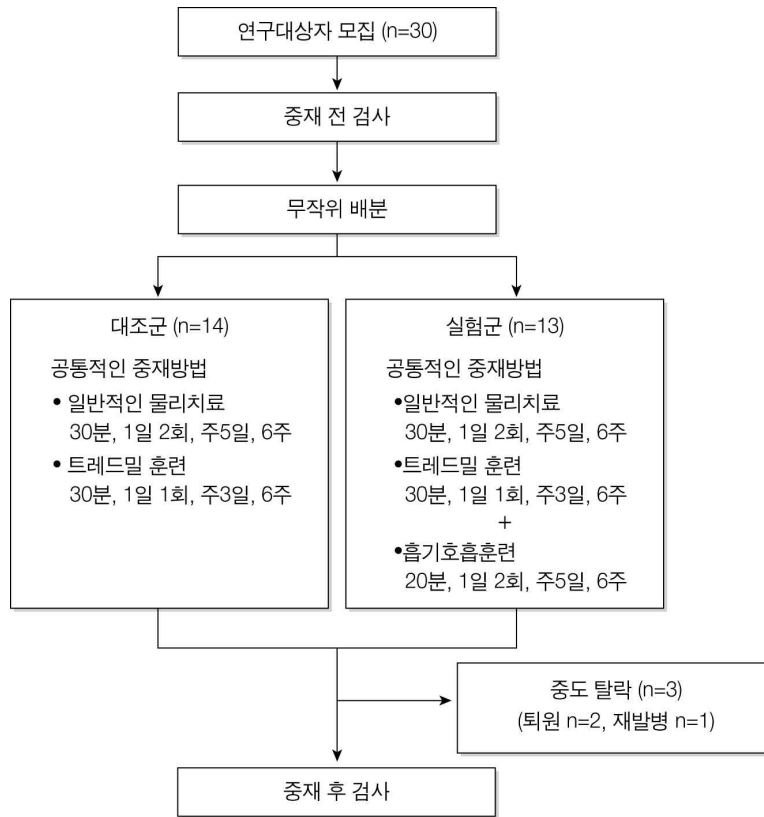 연구대상자 모집 (n=30)
중재 전 검사
무작위 배분
대조군 (n=14)
공통적인 중재방법
• 일반적인 물리치료
30분, 1일 2회, 주5일, 6주
• 트레드밀 훈련
30분, 1일 1회, 주3일, 6주
실험군 (n=13)
공통적인 중재방법
•일반적인 물리치료
30분, 1일 2회, 주5일, 6주
•트레드밀 훈련
30분, 1일 1회, 주3일, 6주
+
•흡기호흡훈련
20분, 1일 2회, 주5일, 6주
중도 탈락 (n=3)
(퇴원 n=2, 재발병 n=1)
중재 후 검사